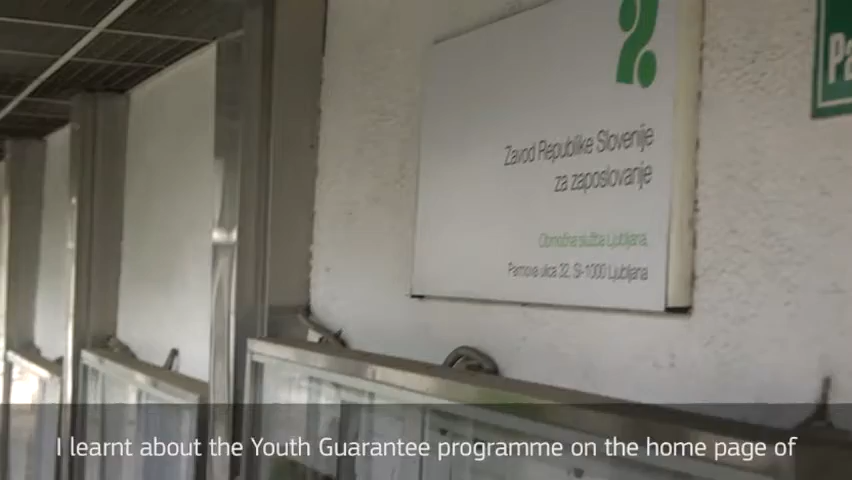 Zavod Republike Slovenije
za zaposlovanje
Območna služba Ljubljana,
Parmova ulica 32, SI-1000 Ljubljana
Pa
I learnt about the Youth Guarantee programme on the home page of